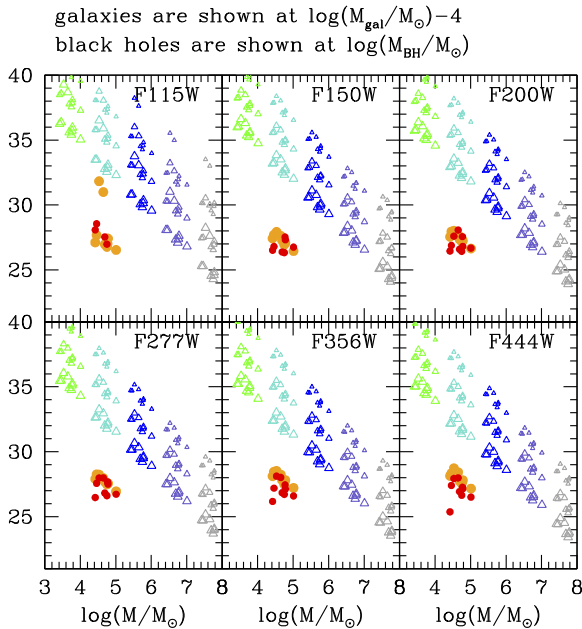 galaxies are shown at log(M_gal/M_⊙)−4
black holes are shown at log(M_BH/M_⊙)
40 F115W F150W F200W
35
30
25
40 F277W F356W F444W
35
30
25
3 4 5 6 7 8 4 5 6 7 8 4 5 6 7 8
log(M/M_⊙) log(M/M_⊙) log(M/M_⊙)